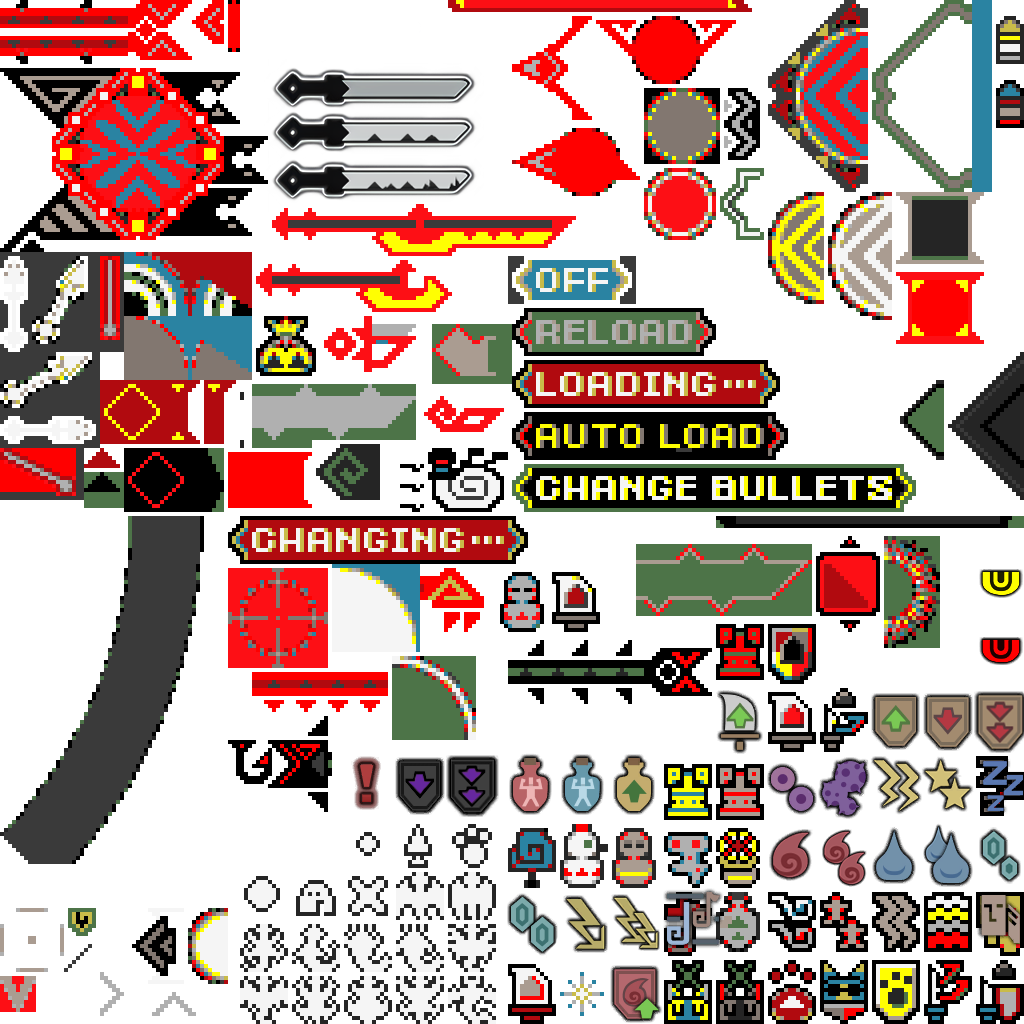 OFF
RELOAD
LOADING···
AUTO LOAD
CHANGE BULLETS
CHANGING···
Z
Z
Z